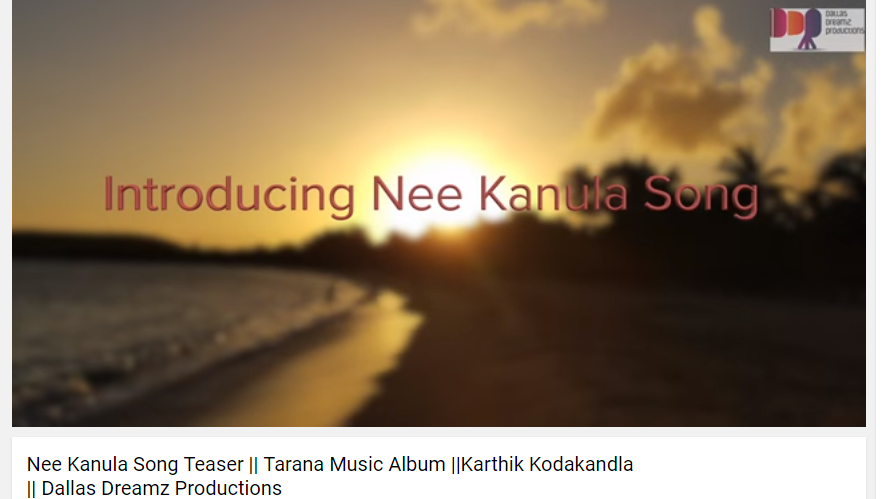 Dallas
Dreamz
productions
Introducing Nee Kanula Song
Nee Kanula Song Teaser || Tarana Music Album ||Karthik Kodakandla
|| Dallas Dreamz Productions